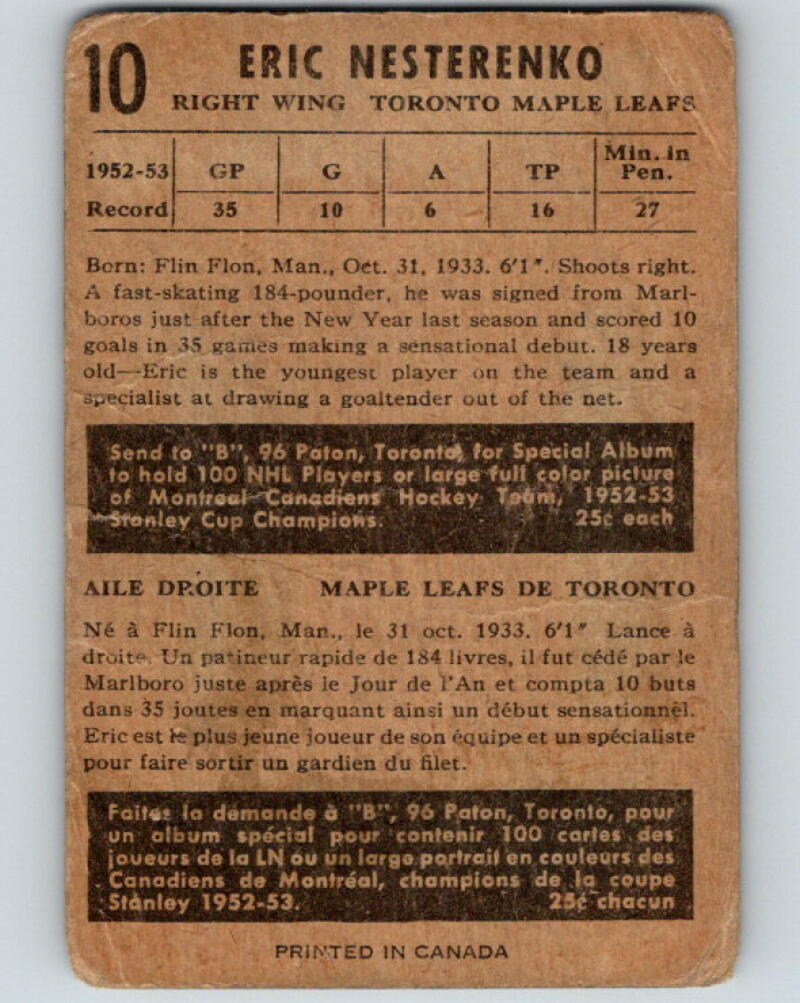 10 ERIC NESTERENKO
RIGHT WING TORONTO MAPLE LEAFS
1952-53 GP G A TP Min. in Pen.
Record 35 10 6 16 27
Born: Flin Flon, Man., Oct. 31, 1933. 6'1". Shoots right.
A fast-skating 184-pounder, he was signed from Marl-
boros just after the New Year last season and scored 10
goals in 35 games making a sensational debut. 18 years
old—Eric is the youngest player on the team and a
specialist at drawing a goaltender out of the net.
Send to "B", 96 Paton, Toronto, for Special Album
to hold 100 NHL Players or large full color picture
of Montreal Canadiens Hockey Team, 1952-53
Stanley Cup Champions. 25c each
AILE DROITE MAPLE LEAFS DE TORONTO
Né à Flin Flon, Man., le 31 oct. 1933. 6'1" Lance à
droite. Un patineur rapide de 184 livres, il fut cédé par le
Marlboro juste après le Jour de l'An et compta 10 buts
dans 35 joutes en marquant ainsi un début sensationnel.
Eric est le plus jeune joueur de son équipe et un spécialiste
pour faire sortir un gardien du filet.
Faites la demande à "B", 96 Paton, Toronto, pour
un album spécial pour contenir 100 cartes des
joueurs de la LN ou un large portrait en couleurs des
Canadiens de Montréal, champions de la coupe
Stanley 1952-53. 25c chacun
PRINTED IN CANADA